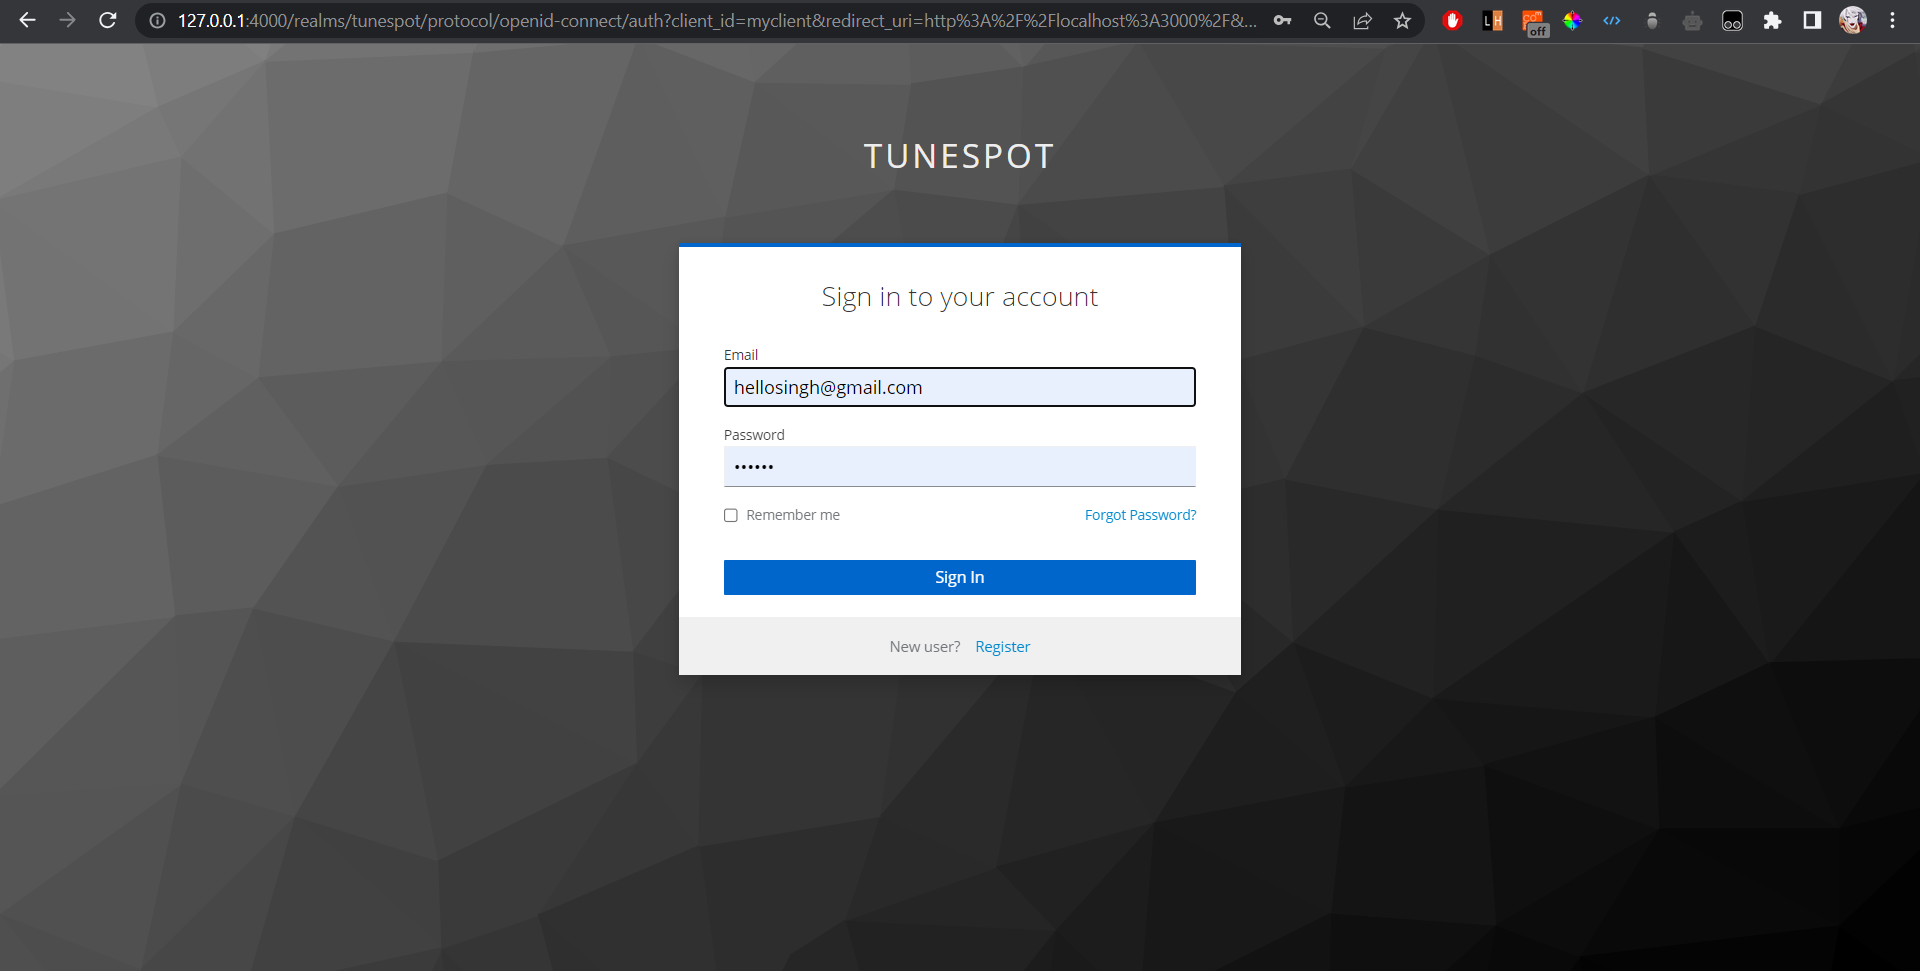 127.0.0.1:4000/realms/tunespot/protocol/openid-connect/auth?client_id=myclient&redirect_uri=http%3A%2F%2Flocalhost%3A3000%2F&...
LH
off
TUNESPOT
Sign in to your account
Email
hellosingh@gmail.com
Password
••••••
Remember me
Forgot Password?
Sign In
New user? Register